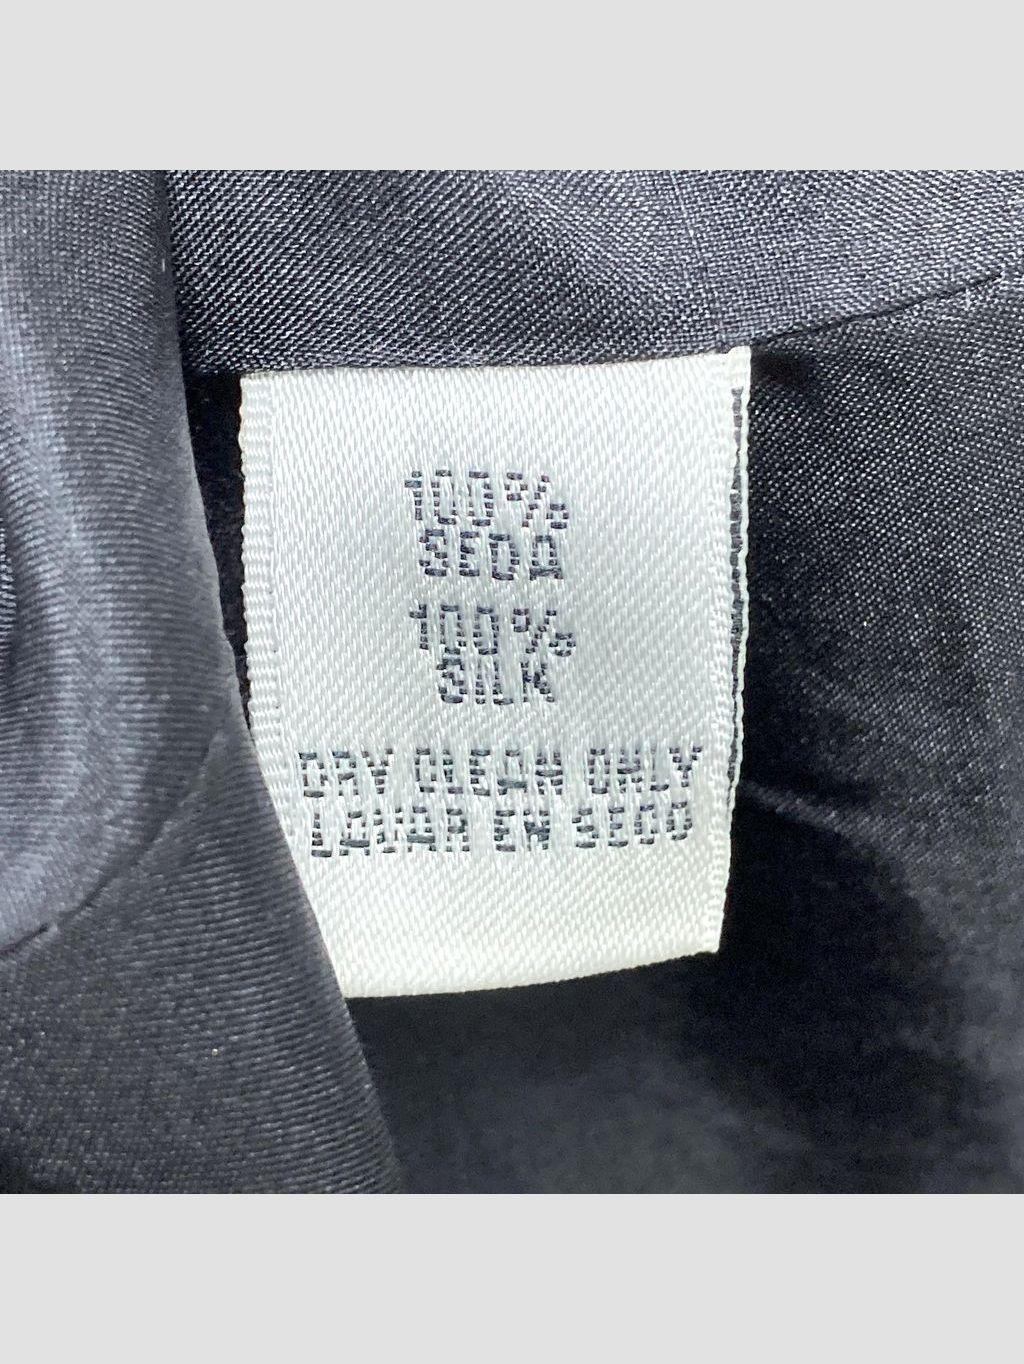 100%
SEDA
100%
SILK
DRY CLEAN ONLY
LAVAR EN SECO